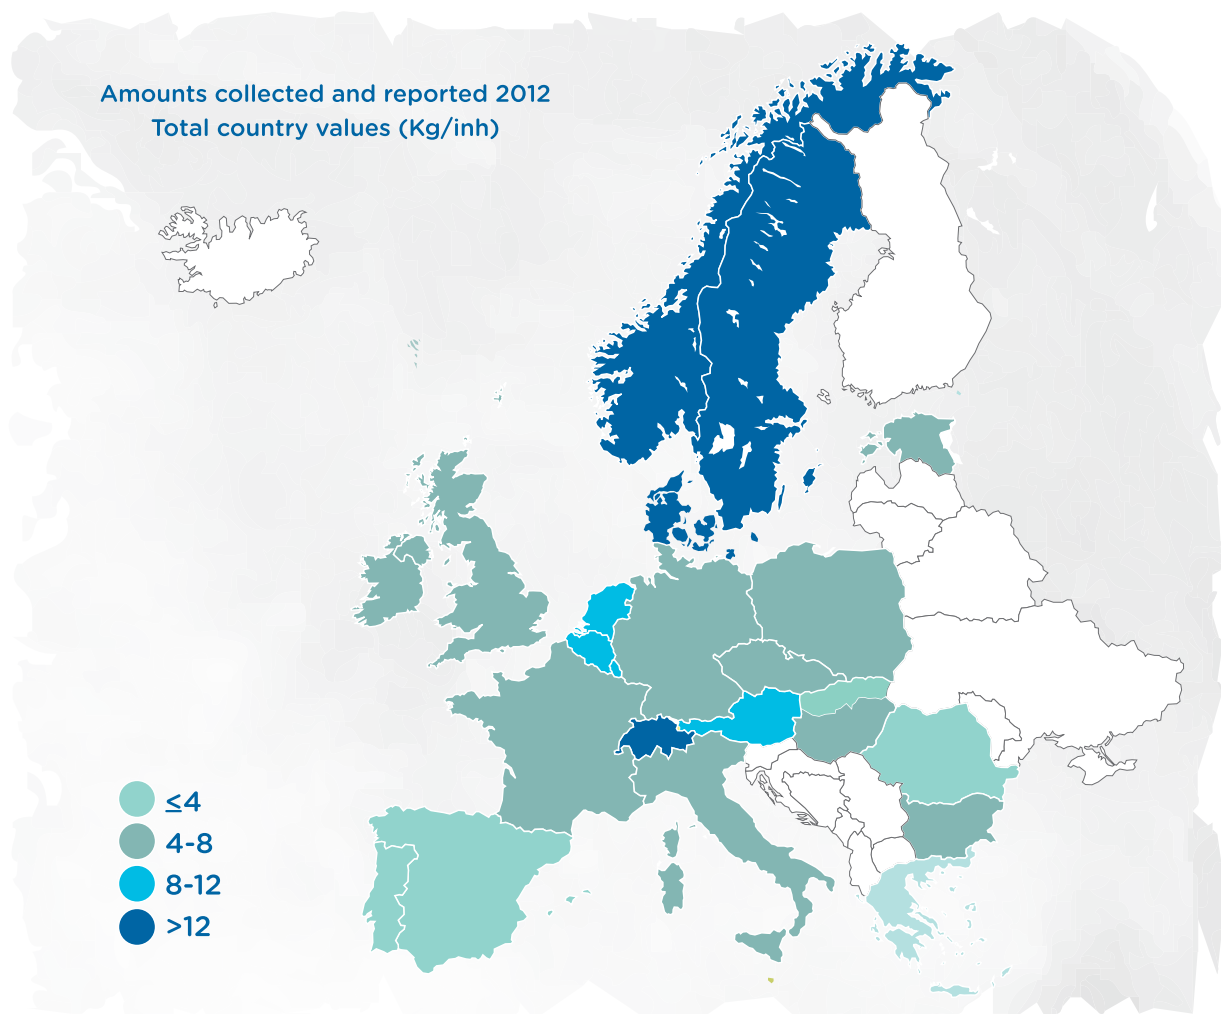 Amounts collected and reported 2012
Total country values (Kg/inh)
≤4
4-8
8-12
>12